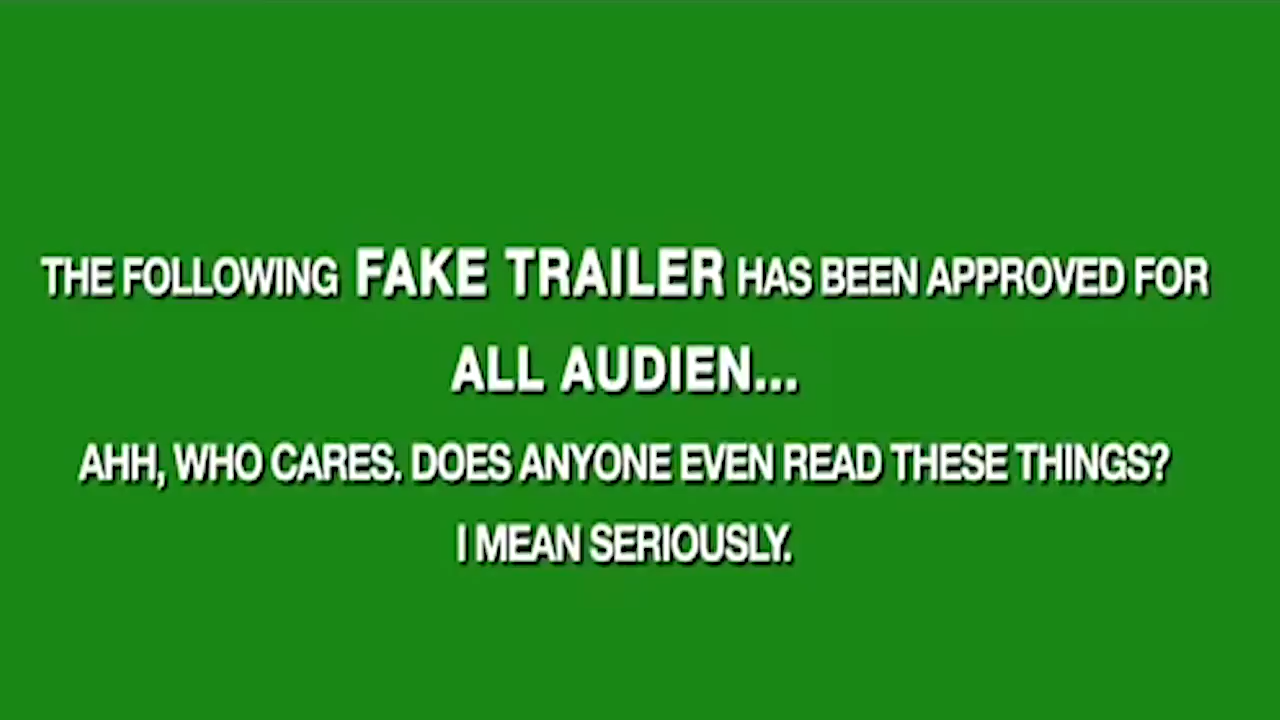 THE FOLLOWING FAKE TRAILER HAS BEEN APPROVED FOR
ALL AUDIEN...
AHH, WHO CARES. DOES ANYONE EVEN READ THESE THINGS?
I MEAN SERIOUSLY.